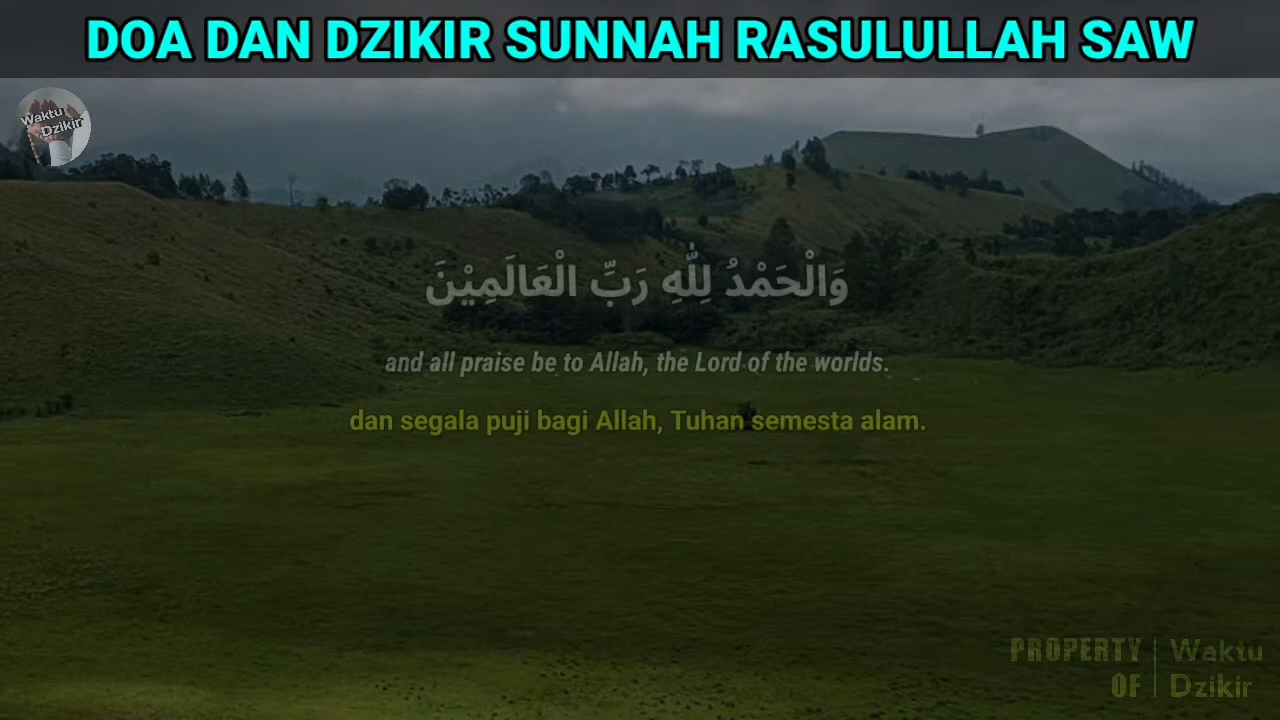 DOA DAN DZIKIR SUNNAH RASULULLAH SAW
Waktu
Dzikir
وَالْحَمْدُ لِلّٰهِ رَبِّ الْعَالَمِيْنَ
and all praise be to Allah, the Lord of the worlds.
dan segala puji bagi Allah, Tuhan semesta alam.
PROPERTY OF | Waktu Dzikir